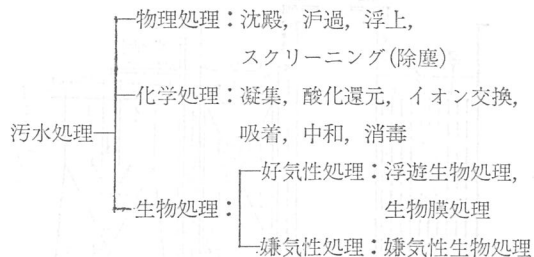 物理処理：沈殿，沪過，浮上，
スクリーニング(除塵)
化学処理：凝集，酸化還元，イオン交換，
汚水処理
吸着，中和，消毒
好気性処理：浮遊生物処理，
生物処理：
生物膜処理
嫌気性処理：嫌気性生物処理